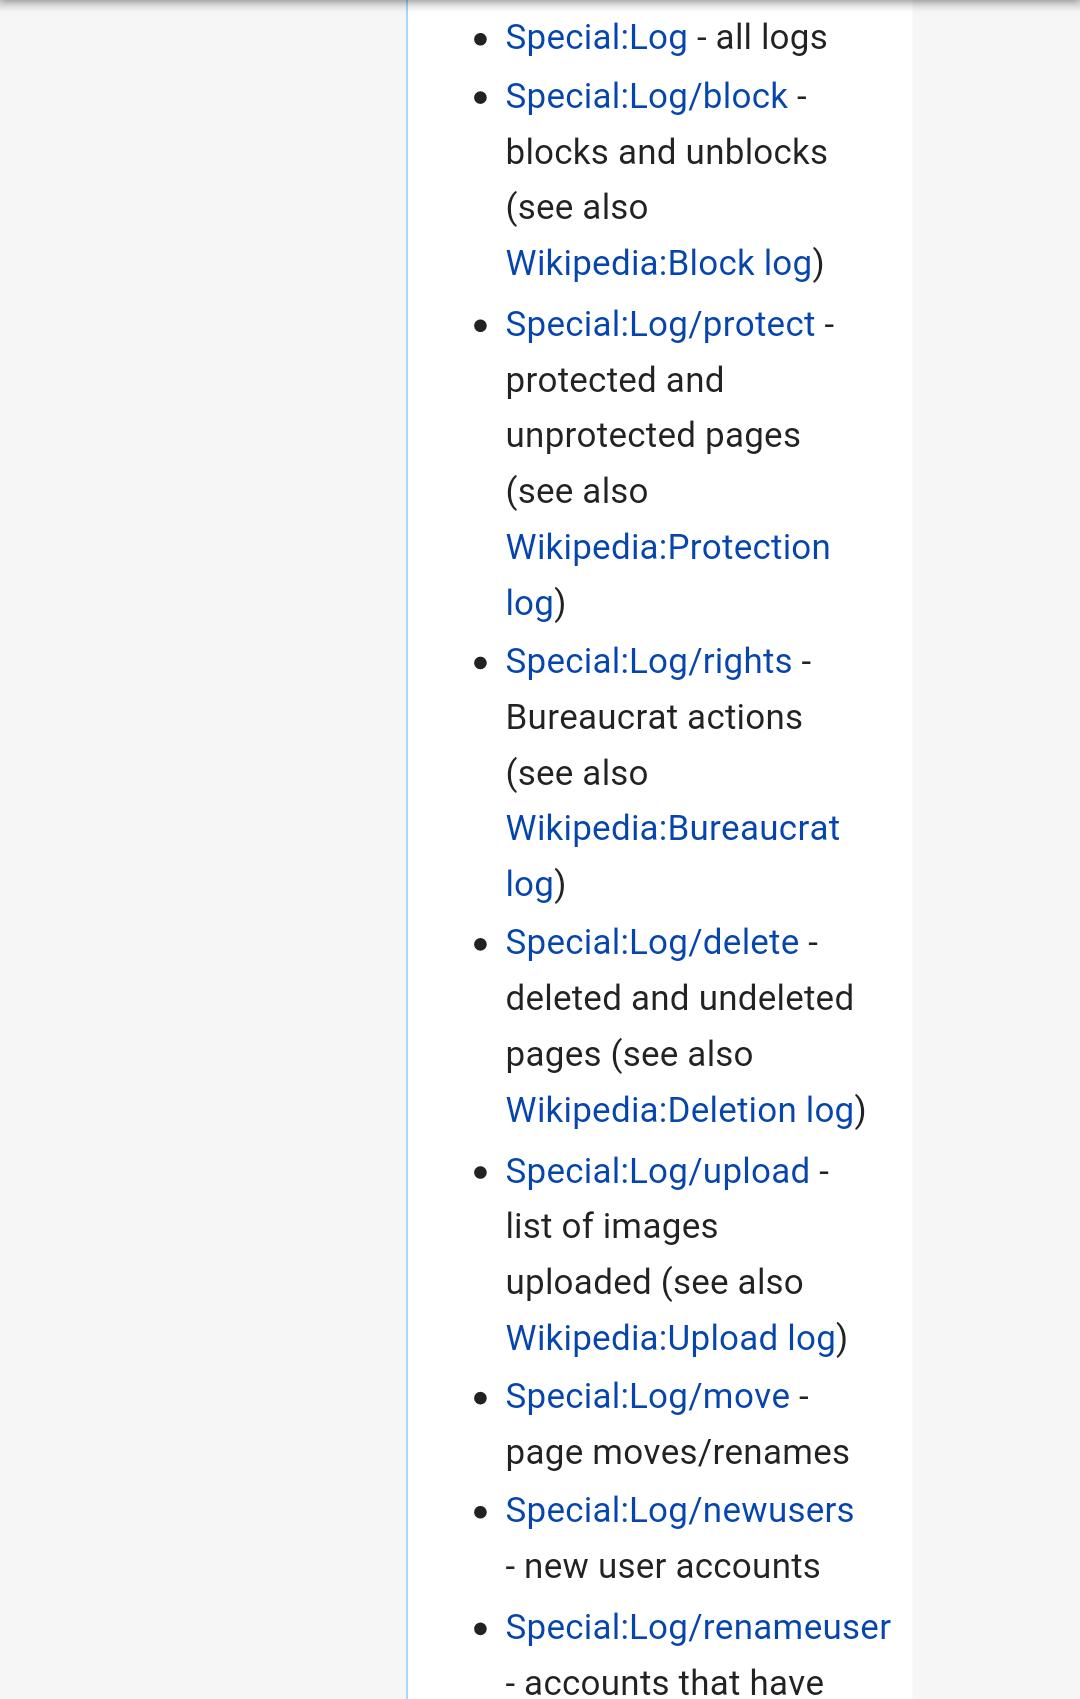 Special:Log - all logs
Special:Log/block -
blocks and unblocks
(see also
Wikipedia:Block log)
Special:Log/protect -
protected and
unprotected pages
(see also
Wikipedia:Protection
log)
Special:Log/rights -
Bureaucrat actions
(see also
Wikipedia:Bureaucrat
log)
Special:Log/delete -
deleted and undeleted
pages (see also
Wikipedia:Deletion log)
Special:Log/upload -
list of images
uploaded (see also
Wikipedia:Upload log)
Special:Log/move -
page moves/renames
Special:Log/newusers
- new user accounts
Special:Log/renameuser
- accounts that have